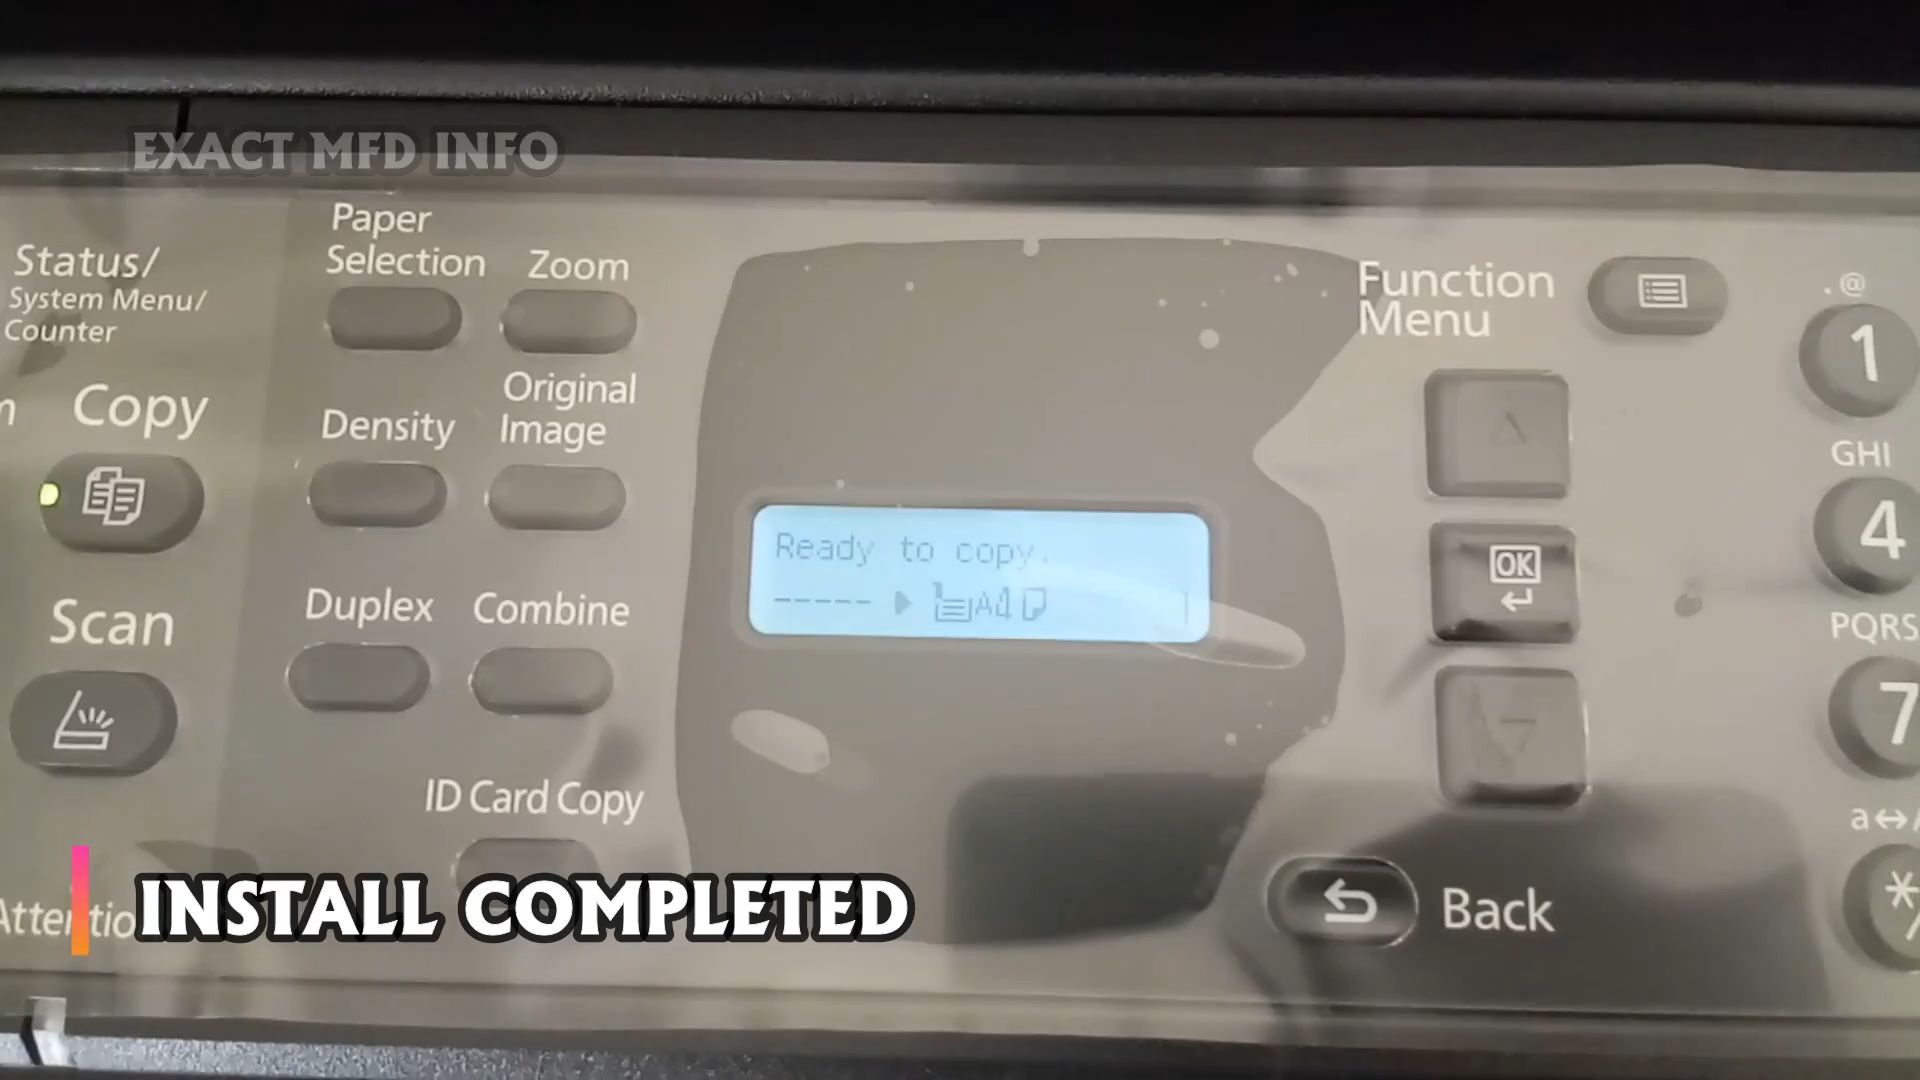 EXACT MFD INFO
Status/
System Menu/
Counter
Paper
Selection
Zoom
Function
Menu
.@
1
Copy
Density
Original
Image
GHI
4
Ready to copy.
----- A4
OK
Scan
Duplex
Combine
PQRS
7
ID Card Copy
INSTALL COMPLETED
Back
*